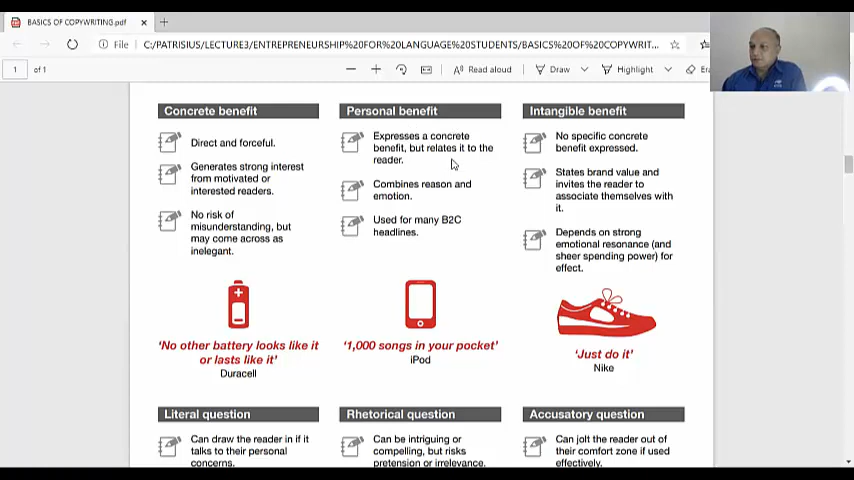 BASICS OF COPYWRITING.pdf
File
C:/PATRISIUS/LECTURE3/ENTREPRENEURSHIP%20FOR%20LANGUAGE%20STUDENTS/BASICS%20OF%20COPYWRIT...
1
of 1
Read aloud
Draw
Highlight
Concrete benefit
Direct and forceful.
Generates strong interest
from motivated or
interested readers.
No risk of
misunderstanding, but
may come across as
inelegant.
'No other battery looks like it
or lasts like it'
Duracell
Personal benefit
Expresses a concrete
benefit, but relates it to the
reader.
Combines reason and
emotion.
Used for many B2C
headlines.
'1,000 songs in your pocket'
iPod
Intangible benefit
No specific concrete
benefit expressed.
States brand value and
invites the reader to
associate themselves with
it.
Depends on strong
emotional resonance (and
sheer spending power) for
effect.
'Just do it'
Nike
Literal question
Can draw the reader in if it
talks to their personal
concerns.
Rhetorical question
Can be intriguing or
compelling, but risks
pretension or irrelevance.
Accusatory question
Can jolt the reader out of
their comfort zone if used
effectively.